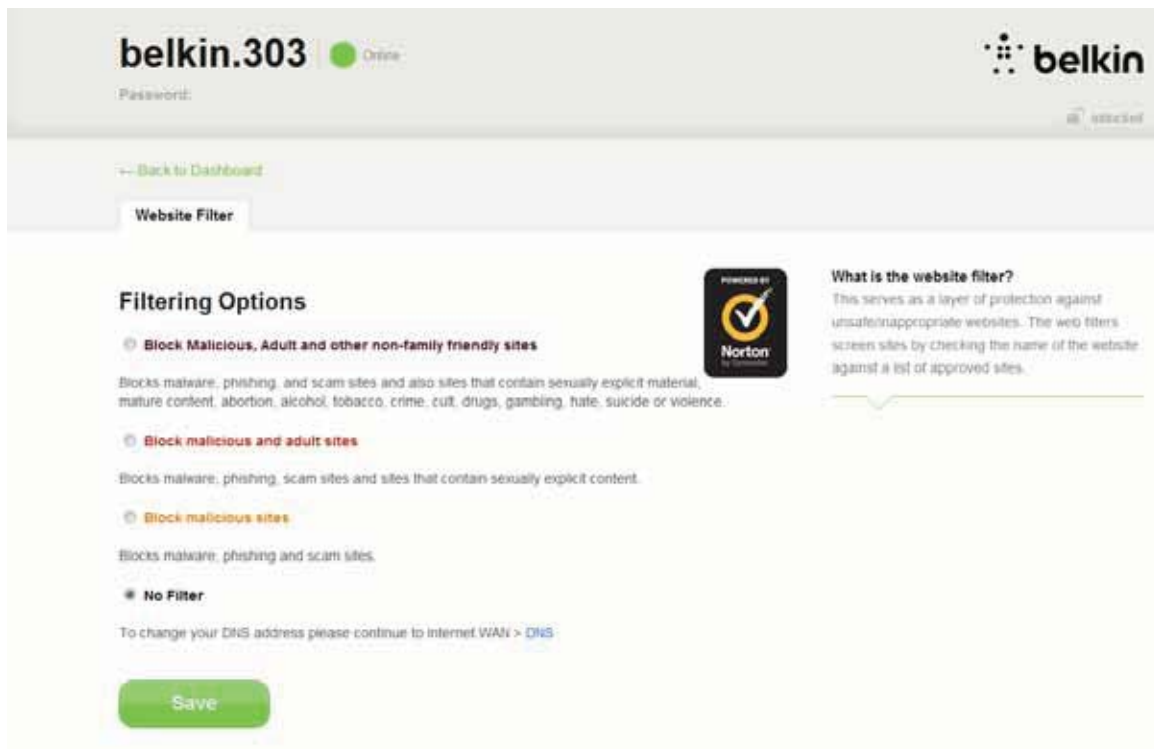 belkin.303 Online
belkin
Password:
unlocked
← Back to Dashboard
Website Filter
Filtering Options
Block Malicious, Adult and other non-family friendly sites
Blocks malware, phishing, and scam sites and also sites that contain sexually explicit material,
mature content, abortion, alcohol, tobacco, crime, cult, drugs, gambling, hate, suicide or violence.
Block malicious and adult sites
Blocks malware, phishing, scam sites and sites that contain sexually explicit content.
Block malicious sites
Blocks malware, phishing and scam sites.
No Filter
To change your DNS address please continue to Internet WAN > DNS
Save
POWERED BY
Norton
by Symantec
What is the website filter?
This serves as a layer of protection against
unsafe/inappropriate websites. The web filters
screen sites by checking the name of the website
against a list of approved sites.